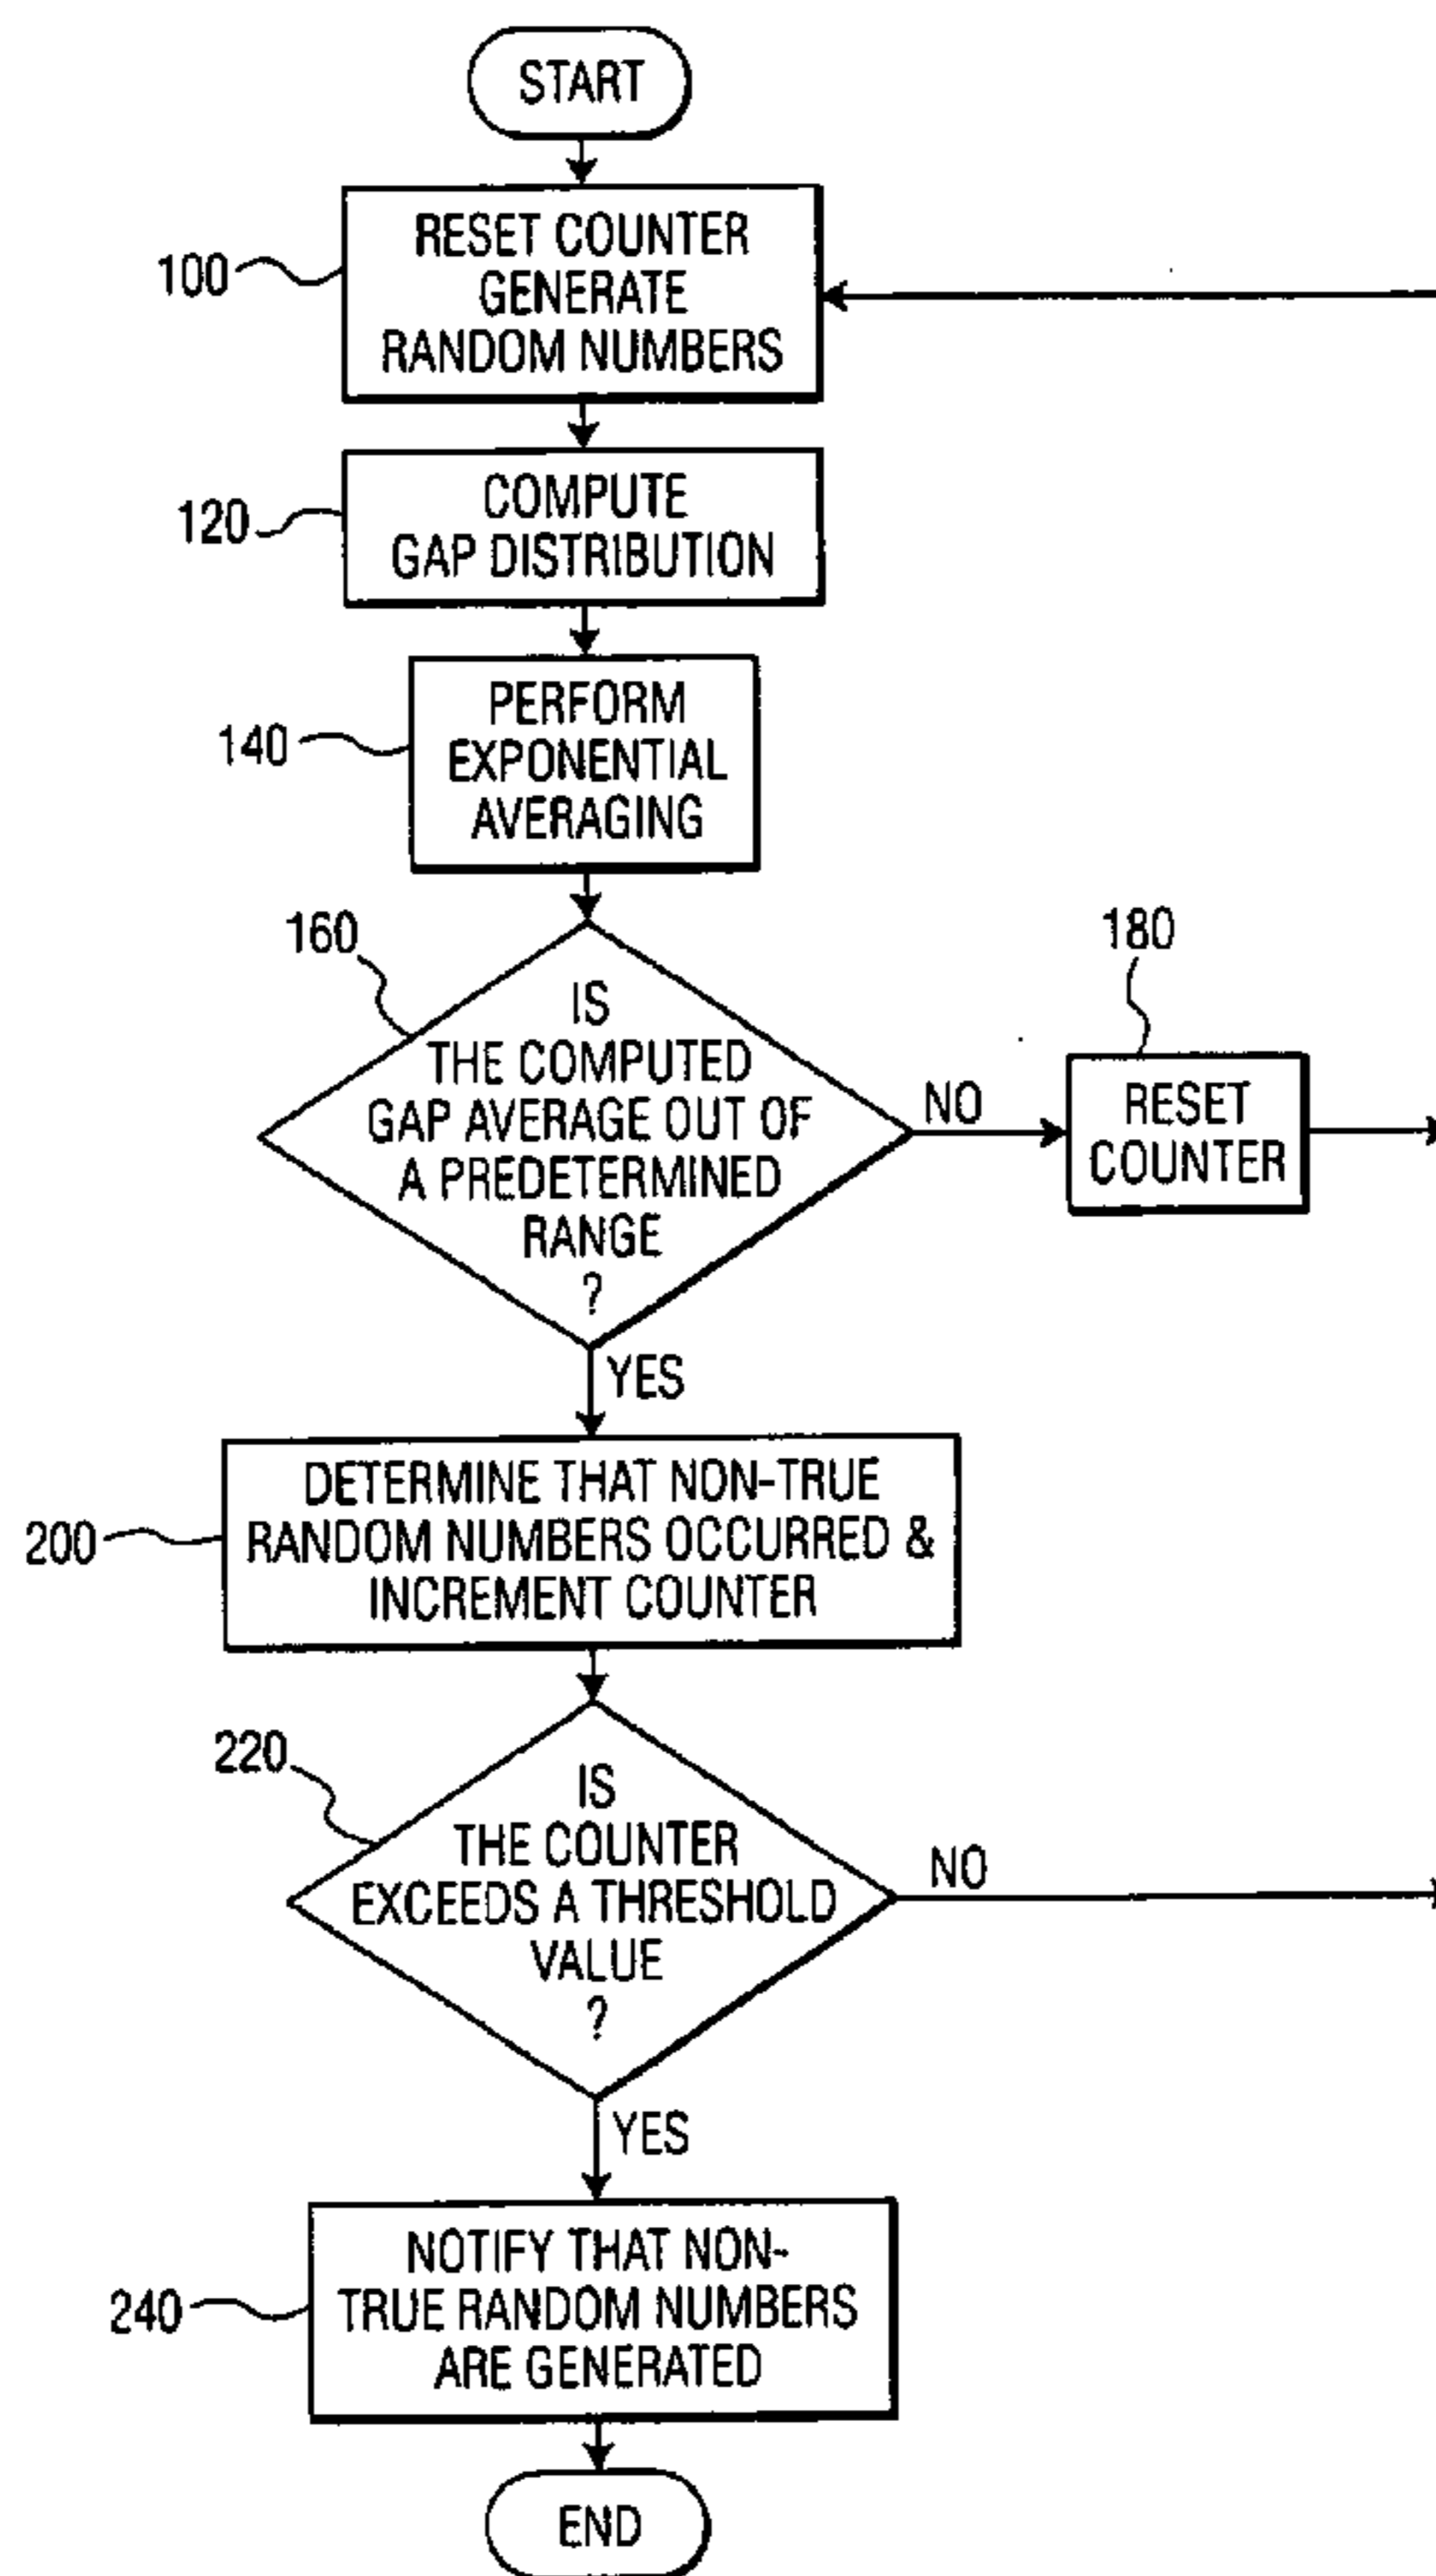 START
100
RESET COUNTER
GENERATE
RANDOM NUMBERS
120
COMPUTE
GAP DISTRIBUTION
140
PERFORM
EXPONENTIAL
AVERAGING
160
IS
THE COMPUTED
GAP AVERAGE OUT OF
A PREDETERMINED
RANGE
?
NO
180
RESET
COUNTER
YES
200
DETERMINE THAT NON-TRUE
RANDOM NUMBERS OCCURRED &
INCREMENT COUNTER
220
IS
THE COUNTER
EXCEEDS A THRESHOLD
VALUE
?
NO
YES
240
NOTIFY THAT NON-
TRUE RANDOM NUMBERS
ARE GENERATED
END